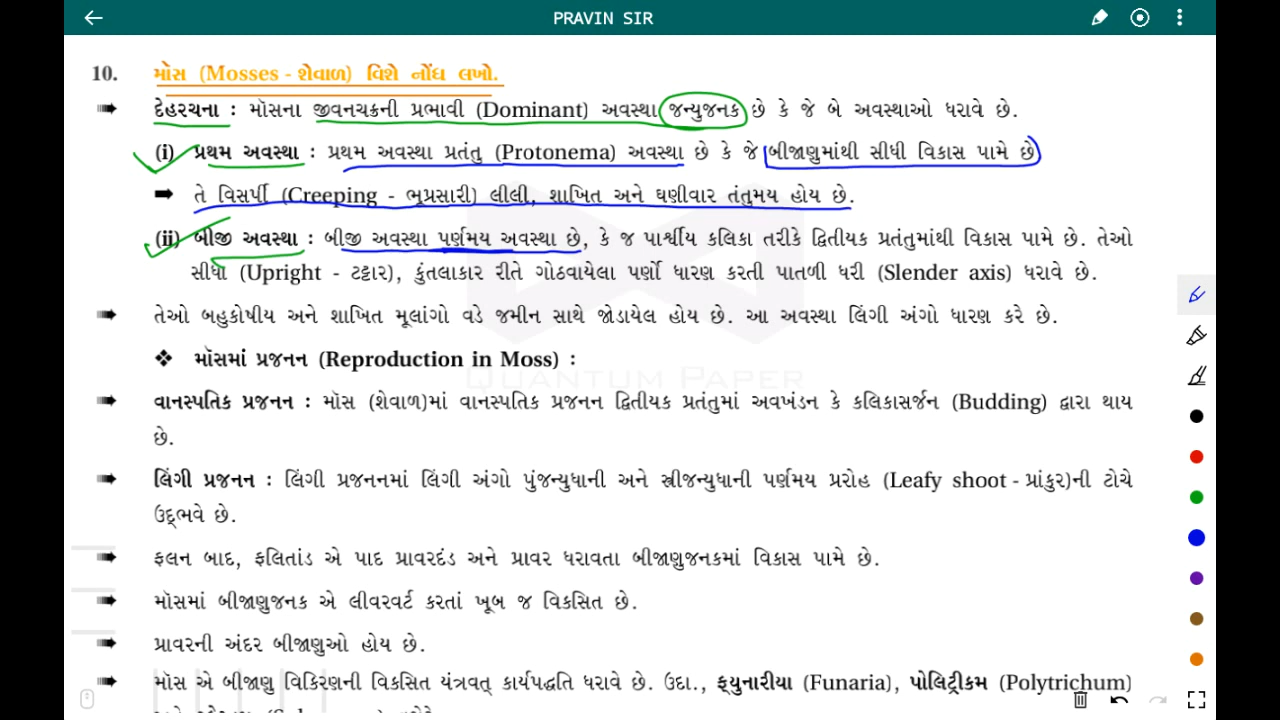 PRAVIN SIR
10. મૉસ (Mosses - શેવાળ) વિશે નોંધ લખો.
દેહરચના : મૉસના જીવનચક્રની પ્રભાવી (Dominant) અવસ્થા જન્યુજનક છે કે જે બે અવસ્થાઓ ધરાવે છે.
(i) પ્રથમ અવસ્થા : પ્રથમ અવસ્થા પ્રતંતુ (Protonema) અવસ્થા છે કે જે બીજાણુમાંથી સીધી વિકાસ પામે છે
તે વિસર્પી (Creeping - ભૂપ્રસારી) લીલી, શાખિત અને ઘણીવાર તંતુમય હોય છે.
(ii) બીજી અવસ્થા : બીજી અવસ્થા પર્ણમય અવસ્થા છે, કે જ પાર્શ્વીય કલિકા તરીકે દ્વિતીયક પ્રતંતુમાંથી વિકાસ પામે છે. તેઓ
સીધા (Upright - ટટ્ટાર), કુંતલાકાર રીતે ગોઠવાયેલા પર્ણો ધારણ કરતી પાતળી ધરી (Slender axis) ધરાવે છે.
તેઓ બહુકોષીય અને શાખિત મૂલાંગો વડે જમીન સાથે જોડાયેલ હોય છે. આ અવસ્થા લિંગી અંગો ધારણ કરે છે.
❖ મૉસમાં પ્રજનન (Reproduction in Moss) :
QUANTUM PAPER
વાનસ્પતિક પ્રજનન : મૉસ (શેવાળ)માં વાનસ્પતિક પ્રજનન દ્વિતીયક પ્રતંતુમાં અવખંડન કે કલિકાસર્જન (Budding) દ્વારા થાય
છે.
લિંગી પ્રજનન : લિંગી પ્રજનનમાં લિંગી અંગો પુંજન્યુધાની અને સ્ત્રીજન્યુધાની પર્ણમય પ્રરોહ (Leafy shoot - પ્રાંકુર)ની ટોચે
ઉદ્ભવે છે.
ફલન બાદ, ફલિતાંડ એ પાદ પ્રાવરદંડ અને પ્રાવર ધરાવતા બીજાણુજનકમાં વિકાસ પામે છે.
મૉસમાં બીજાણુજનક એ લીવરવર્ટ કરતાં ખૂબ જ વિકસિત છે.
પ્રાવરની અંદર બીજાણુઓ હોય છે.
મૉસ એ બીજાણુ વિકિરણની વિકસિત યંત્રવત્ કાર્યપદ્ધતિ ધરાવે છે. ઉદા., ફ્યુનારીયા (Funaria), પોલિટ્રીકમ (Polytrichum)